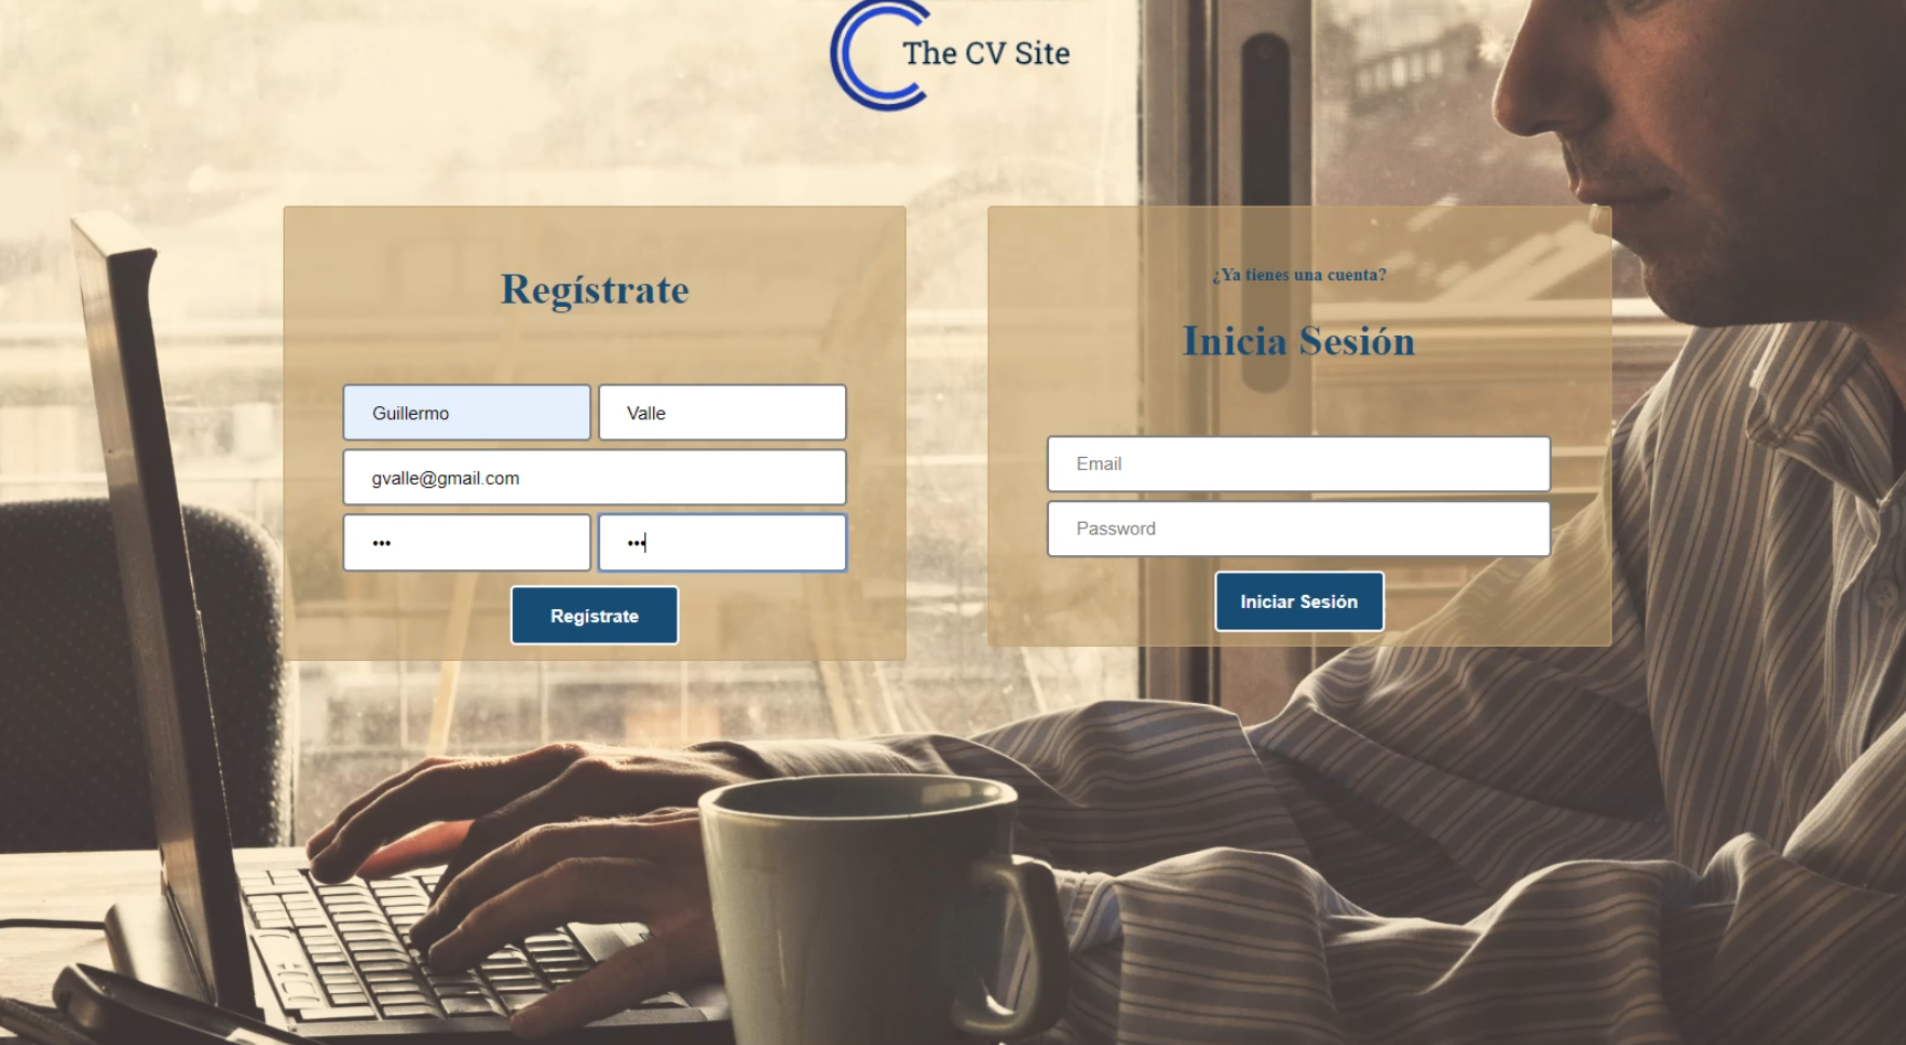 The CV Site
Regístrate
Guillermo
Valle
gvalle@gmail.com
•••
•••
Regístrate
¿Ya tienes una cuenta?
Inicia Sesión
Email
Password
Iniciar Sesión